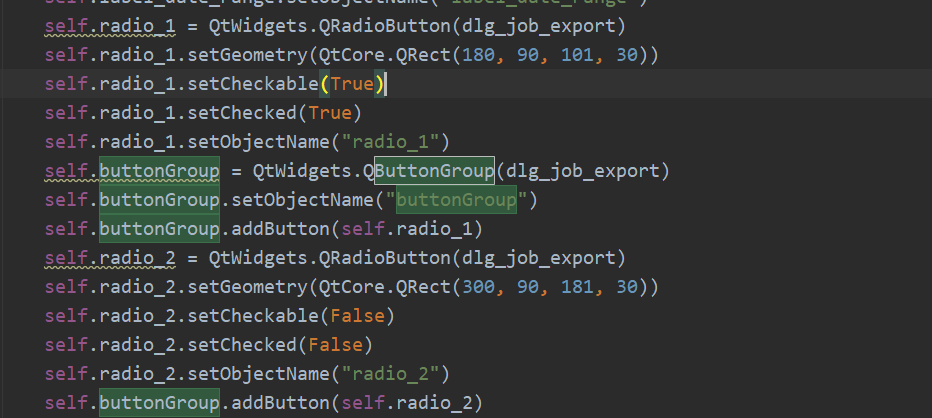 self.label_date_range.setObjectName("label_date_range")
self.radio_1 = QtWidgets.QRadioButton(dlg_job_export)
self.radio_1.setGeometry(QtCore.QRect(180, 90, 101, 30))
self.radio_1.setCheckable(True)
self.radio_1.setChecked(True)
self.radio_1.setObjectName("radio_1")
self.buttonGroup = QtWidgets.QButtonGroup(dlg_job_export)
self.buttonGroup.setObjectName("buttonGroup")
self.buttonGroup.addButton(self.radio_1)
self.radio_2 = QtWidgets.QRadioButton(dlg_job_export)
self.radio_2.setGeometry(QtCore.QRect(300, 90, 181, 30))
self.radio_2.setCheckable(False)
self.radio_2.setChecked(False)
self.radio_2.setObjectName("radio_2")
self.buttonGroup.addButton(self.radio_2)